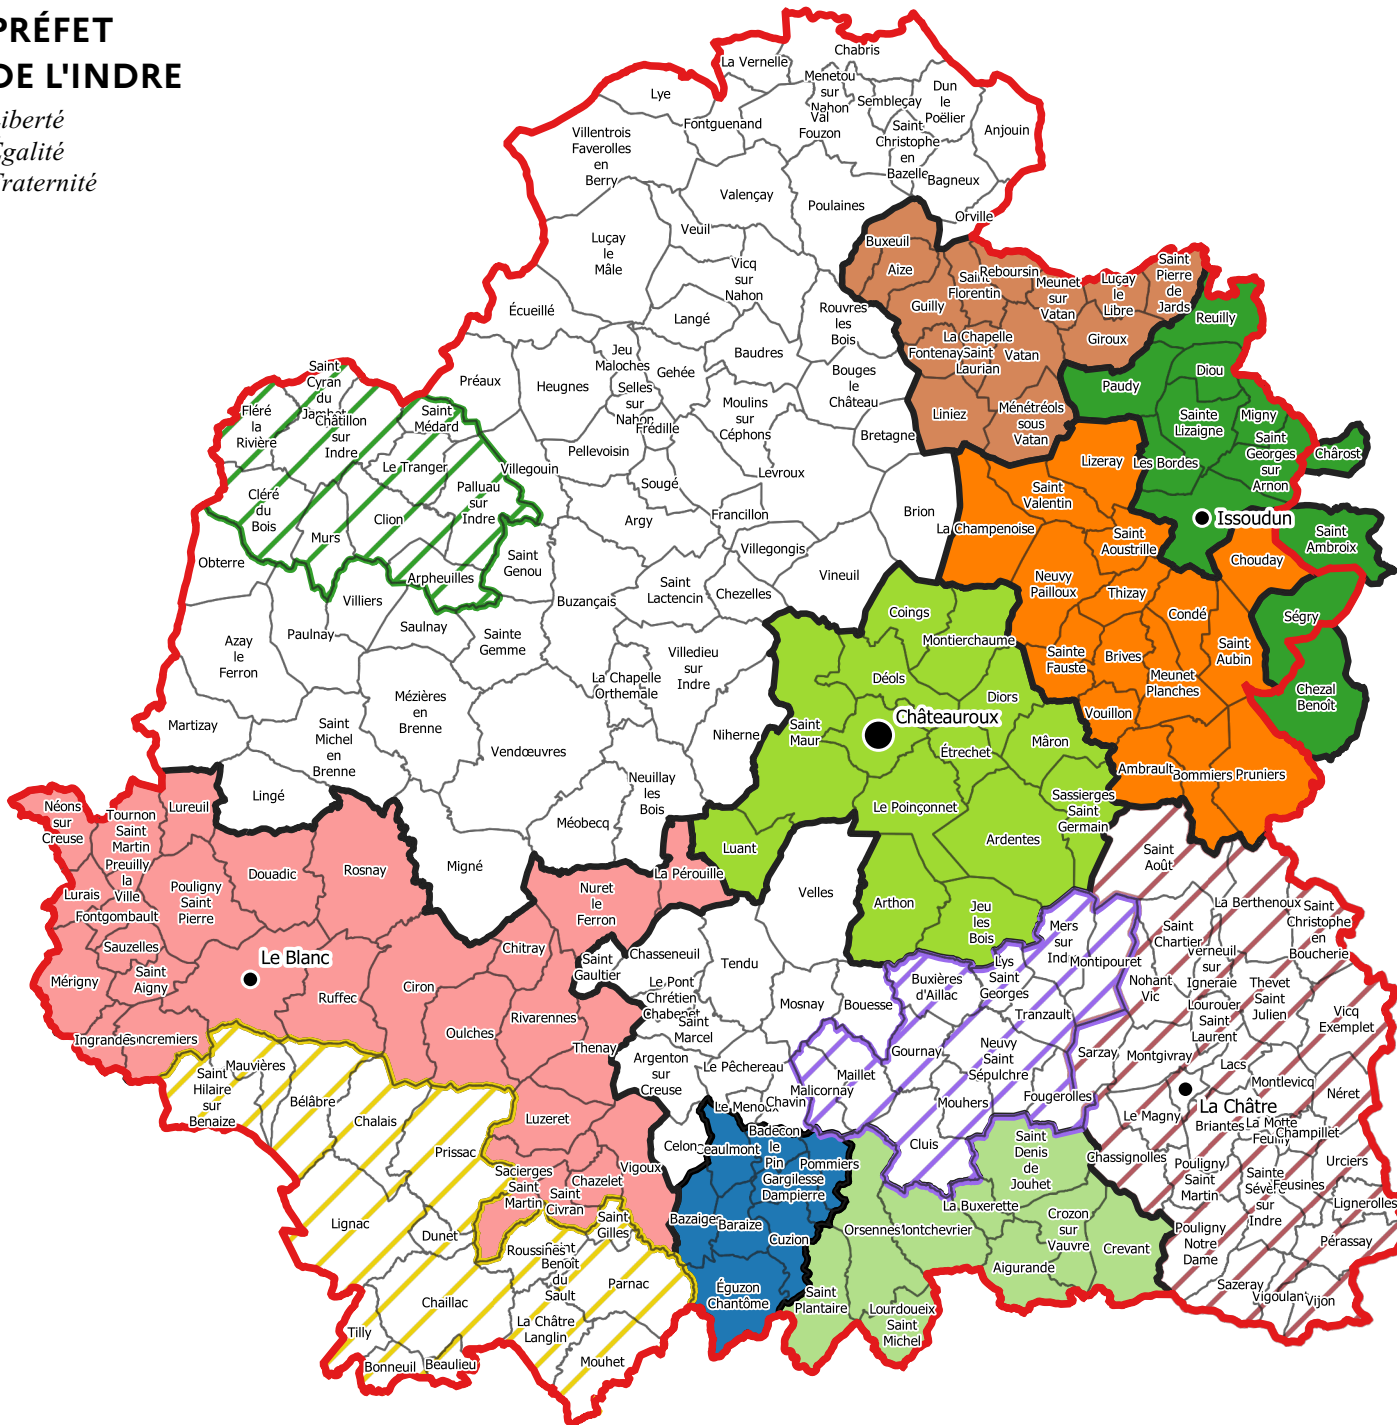 PRÉFET
DE L'INDRE
Liberté
Égalité
Fraternité
Chabris
La Vernelle
Menetou
sur
Nahon
Lye
Sembleçay
Dun
le
Poëlier
Fontguenand
Val
Fouzon
Saint
Christophe
en
Bazelle
Anjouin
Villentrois
Faverolles
en
Berry
Bagneux
Valençay
Poulaines
Orville
Veuil
Luçay
le
Mâle
Buxeuil
Aize
Saint
Florentin
Reboursin
Meunet
sur
Vatan
Luçay
le
Libre
Saint
Pierre
de
Jards
Vicq
sur
Nahon
Écueillé
Langé
Rouvres
les
Bois
Guilly
Reuilly
Giroux
La Chapelle
Saint
Laurian
Fontenay
Vatan
Jeu
Maloches
Baudres
Gehée
Préaux
Heugnes
Selles
sur
Nahon
Bouges
le
Château
Diou
Paudy
Saint
Cyran
du
Jambot
Fléré
la
Rivière
Châtillon
sur
Indre
Saint
Médard
Moulins
sur
Céphons
Frédille
Liniez
Ménétréols
sous
Vatan
Sainte
Lizaigne
Migny
Saint
Georges
sur
Arnon
Bretagne
Pellevoisin
Chârost
Le Tranger
Villegouin
Levroux
Lizeray
Les Bordes
Sougé
Palluau
sur
Indre
Cléré
du
Bois
Clion
Murs
Argy
Francillon
Brion
Saint
Valentin
La Champenoise
Issoudun
Saint
Ambroix
Saint
Aoustrille
Villegongis
Chouday
Obterre
Saint
Genou
Arpheuilles
Vineuil
Neuvy
Pailloux
Thizay
Saint
Lactencin
Chezelles
Villiers
Buzançais
Coings
Condé
Ségry
Paulnay
Saulnay
Sainte
Gemme
Montierchaume
Azay
le
Ferron
Villedieu
sur
Indre
Sainte
Fauste
Brives
Saint
Aubin
La Chapelle
Orthemale
Déols
Meunet
Planches
Chezal
Benoît
Mézières
en
Brenne
Diors
Vouillon
Martizay
Saint
Michel
en
Brenne
Saint
Maur
Châteauroux
Niherne
Vendœuvres
Étrechet
Mâron
Ambrault
Bommiers
Pruniers
Neuillay
les
Bois
Lingé
Néons
sur
Creuse
Lureuil
Tournon
Saint
Martin
Le Poinçonnet
Sassierges
Saint
Germain
Méobecq
Ardentes
Luant
Saint
Août
Preuilly
la
Ville
Migné
Douadic
Rosnay
La Pérouille
Velles
Lurais
Pouligny
Saint
Pierre
Nuret
le
Ferron
Arthon
Jeu
les
Bois
La Berthenoux
Saint
Christophe
en
Boucherie
Fontgombault
Mers
sur
Indre
Saint
Chartier
Sauzelles
Chitray
Chasseneuil
Le Blanc
Saint
Gaultier
Tendu
Lys
Saint
Georges
Montipouret
Verneuil
sur
Igneraie
Mérigny
Saint
Aigny
Buxières
d'Aillac
Nohant
Vic
Thevet
Saint
Julien
Ciron
Le Pont
Chrétien
Chabenet
Ruffec
Mosnay
Bouesse
Tranzault
Lourouer
Saint
Laurent
Vicq
Exemplet
Rivarennes
Saint
Marcel
Oulches
Ingrandes
Concremiers
Thenay
Neuvy
Saint
Sépulchre
Gournay
Sarzay
Montgivray
Lacs
Mauvières
Saint
Hilaire
sur
Benaize
Argenton
sur
Creuse
Le Pêchereau
Maillet
Montlevicq
Malicornay
Fougerolles
Néret
Bélâbre
Chavin
Le Menoux
Mouhers
La Châtre
Le Magny
Briantes
La Motte
Feuilly
Champillet
Chalais
Luzeret
Badecon
le
Pin
Celon
Ceaulmont
Cluis
Saint
Denis
de
Jouhet
Prissac
Chassignolles
Pommiers
Pouligny
Saint
Martin
Urciers
Vigoux
Sacierges
Saint
Martin
Chazelet
Gargilesse
Dampierre
Sainte
Sévère
sur
Indre
Feusines
Saint
Civran
La Buxerette
Lignerolles
Lignac
Saint
Gilles
Bazaiges
Baraize
Orsennes
Montchevrier
Crozon
sur
Vauvre
Pouligny
Notre
Dame
Dunet
Cuzion
Crevant
Pérassay
Roussines
Saint
Benoît
du
Sault
Aigurande
Parnac
Éguzon
Chantôme
Sazeray
Vigoulant
Vijon
Chaillac
Saint
Plantaire
Lourdoueix
Saint
Michel
La Châtre
Langlin
Tilly
Bonneuil
Beaulieu
Mouhet